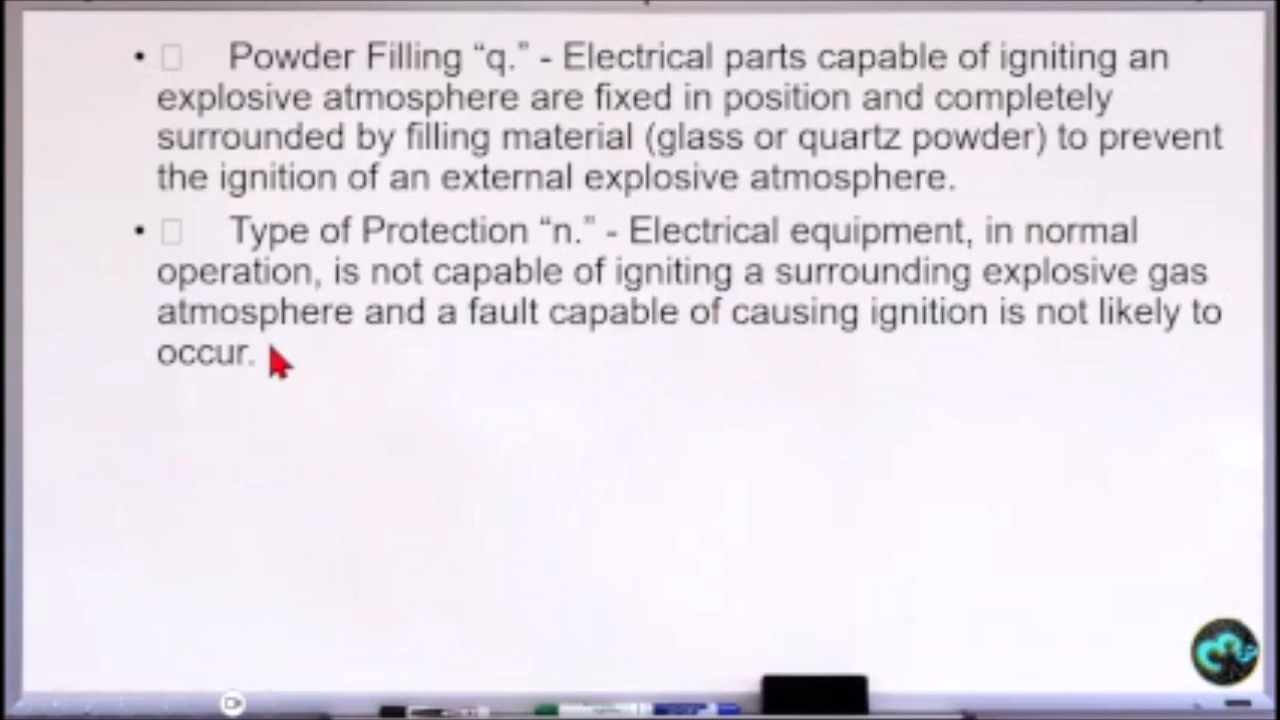 • □ Powder Filling “q.” - Electrical parts capable of igniting an
explosive atmosphere are fixed in position and completely
surrounded by filling material (glass or quartz powder) to prevent
the ignition of an external explosive atmosphere.
• □ Type of Protection “n.” - Electrical equipment, in normal
operation, is not capable of igniting a surrounding explosive gas
atmosphere and a fault capable of causing ignition is not likely to
occur.